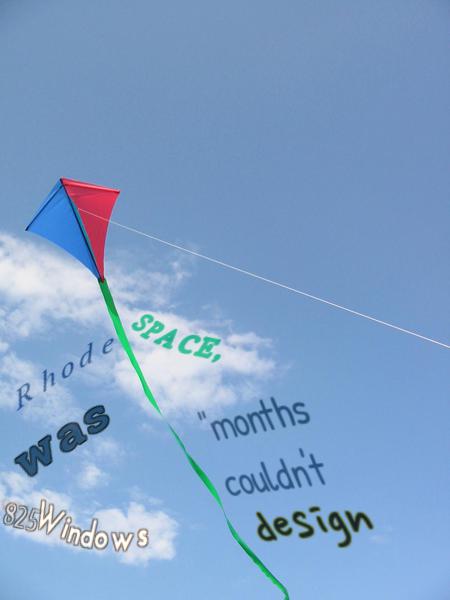 SPACE,
Rhode
was
825Windows
"months
couldn't
design